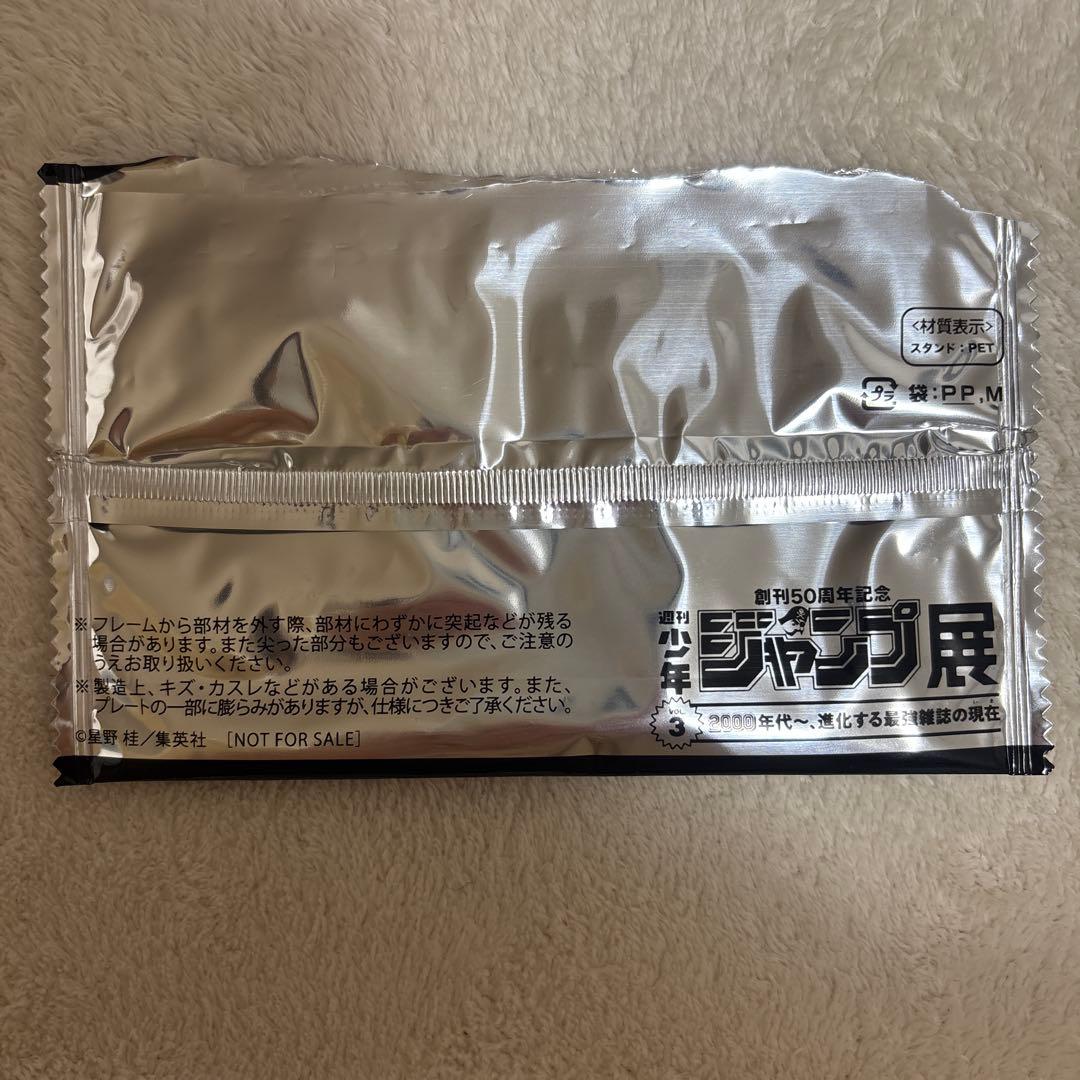 <材質表示>
スタンド：PET
プラ 袋：PP,M
※フレームから部材を外す際、部材にわずかに突起などが残る
場合があります。また尖った部分もございますので、ご注意の
うえお取り扱いください。
※製造上、キズ・カスレなどがある場合がございます。また、
プレートの一部に膨らみがありますが、仕様につきご了承ください。
©星野 桂／集英社 ［NOT FOR SALE］
創刊50周年記念
週刊少年ジャンプ展
VOL.3
2000年代〜、進化する最強雑誌の現在